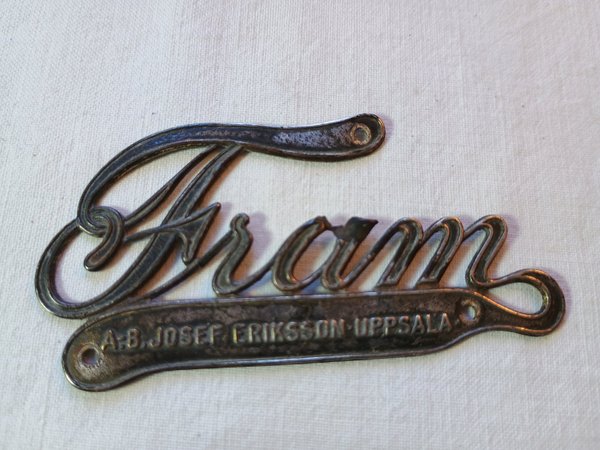 Fram
A.-B. JOSEF ERIKSSON-UPPSALA